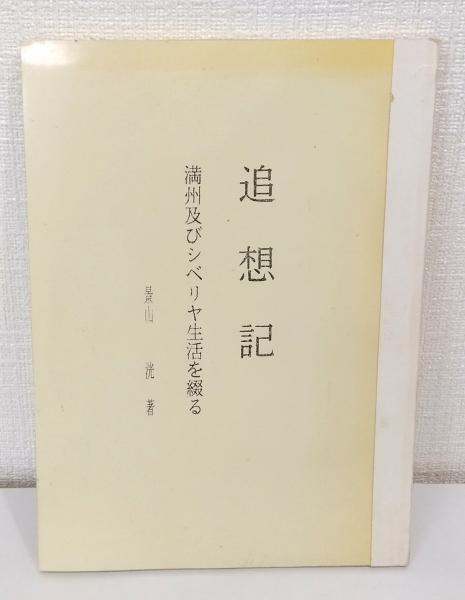 追想記
満州及びシベリヤ生活を綴る
景山 洸 著